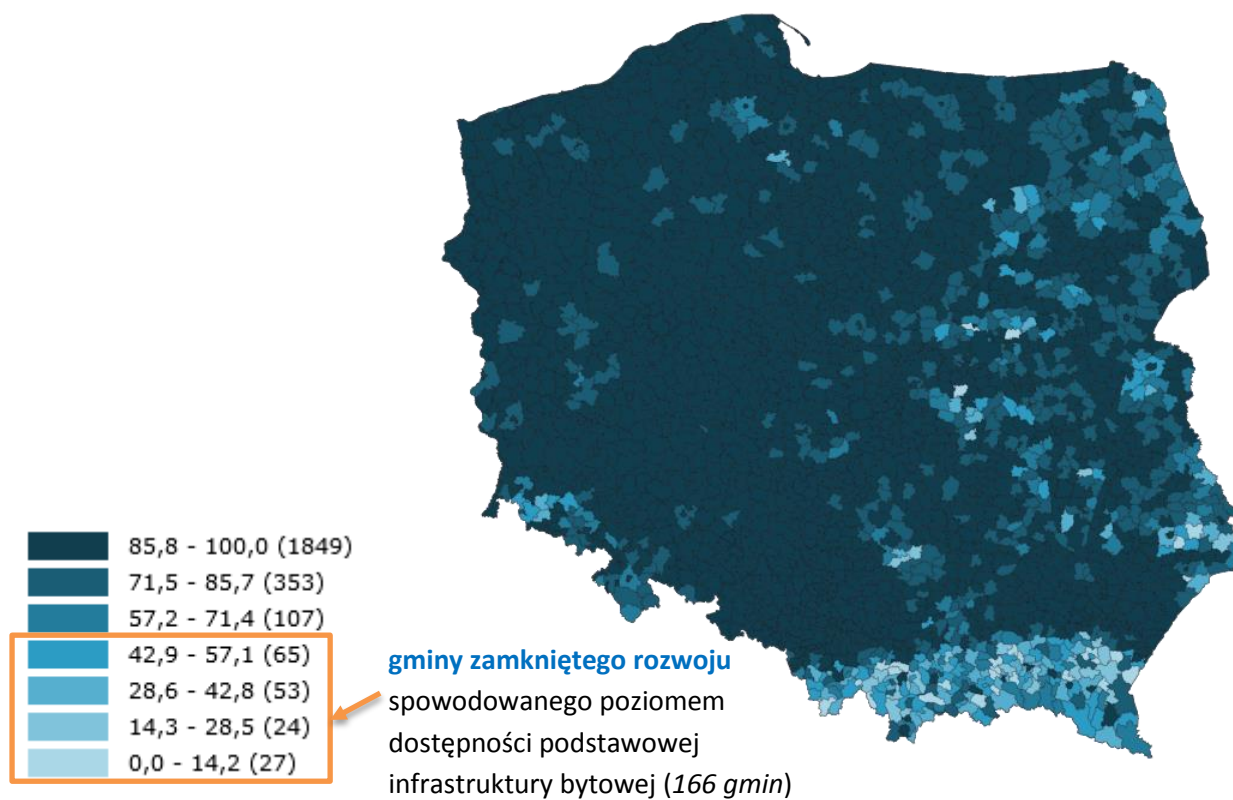 85,8 - 100,0 (1849)
71,5 - 85,7 (353)
57,2 - 71,4 (107)
42,9 - 57,1 (65)
28,6 - 42,8 (53)
14,3 - 28,5 (24)
0,0 - 14,2 (27)
gminy zamkniętego rozwoju
spowodowanego poziomem
dostępności podstawowej
infrastruktury bytowej (166 gmin)